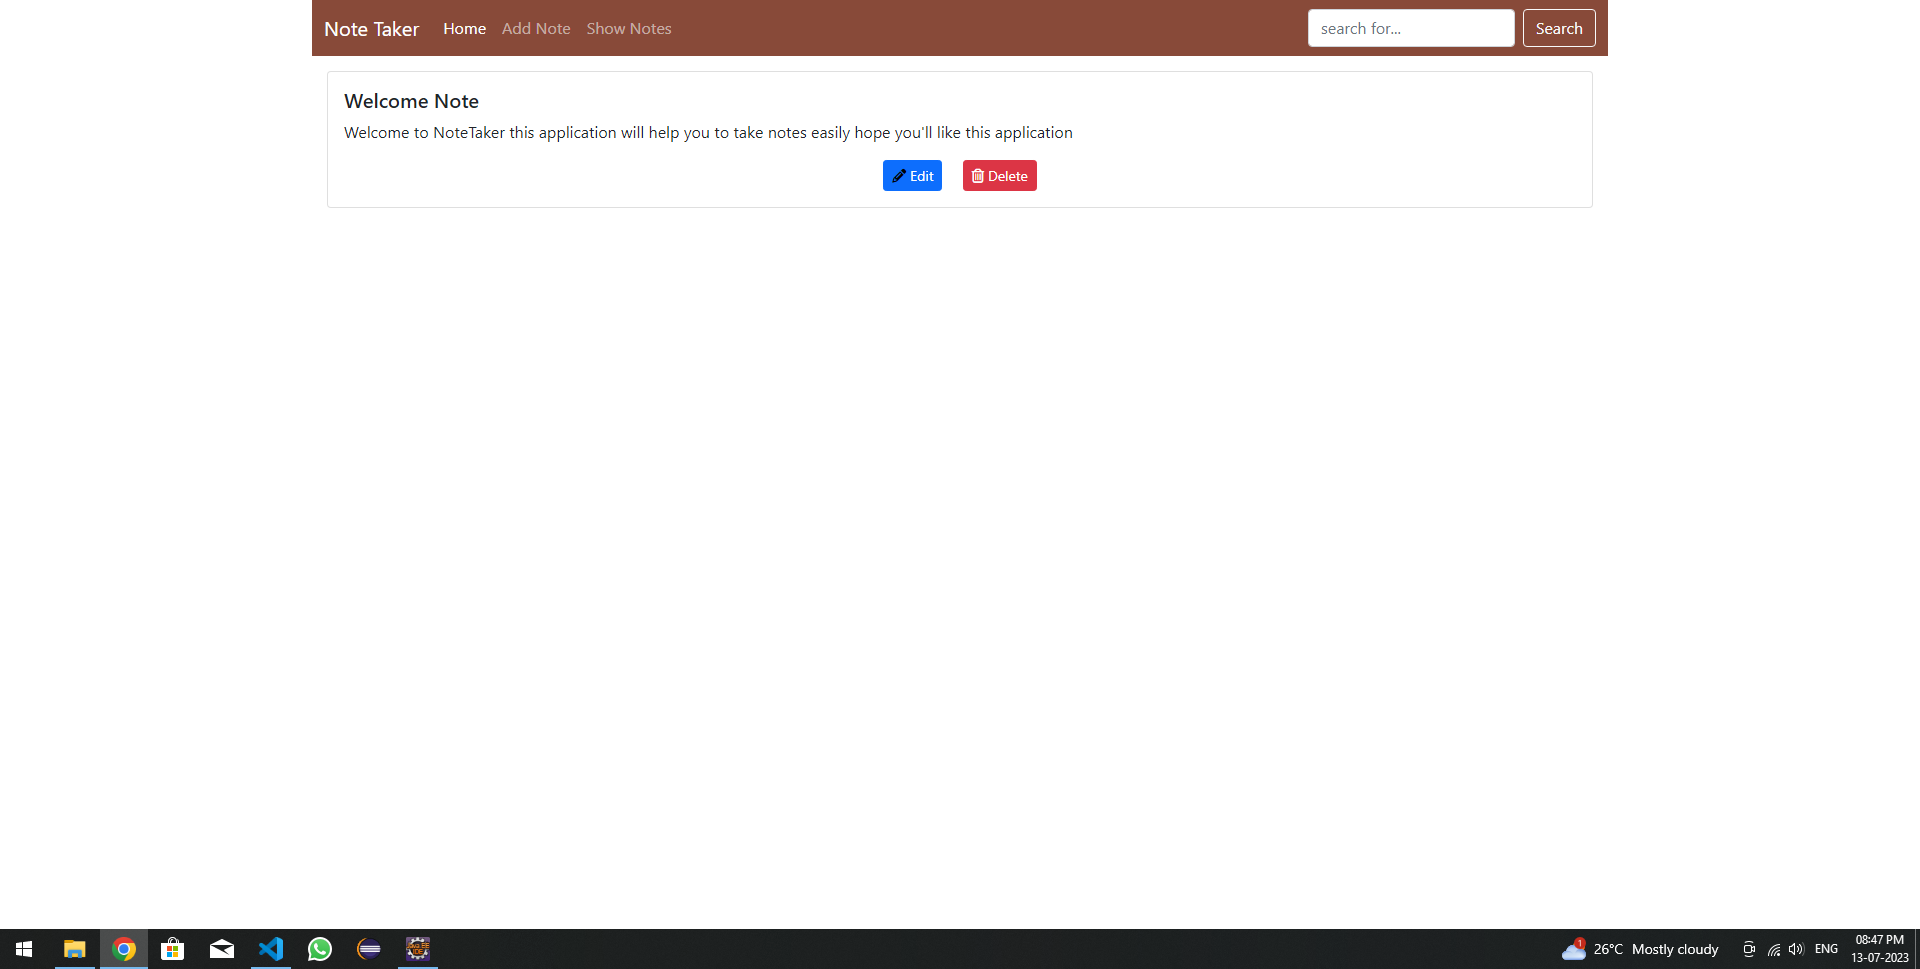 Note Taker Home Add Note Show Notes search for... Search
Welcome Note
Welcome to NoteTaker this application will help you to take notes easily hope you'll like this application
Edit Delete
1 26°C Mostly cloudy ENG 08:47 PM
13-07-2023